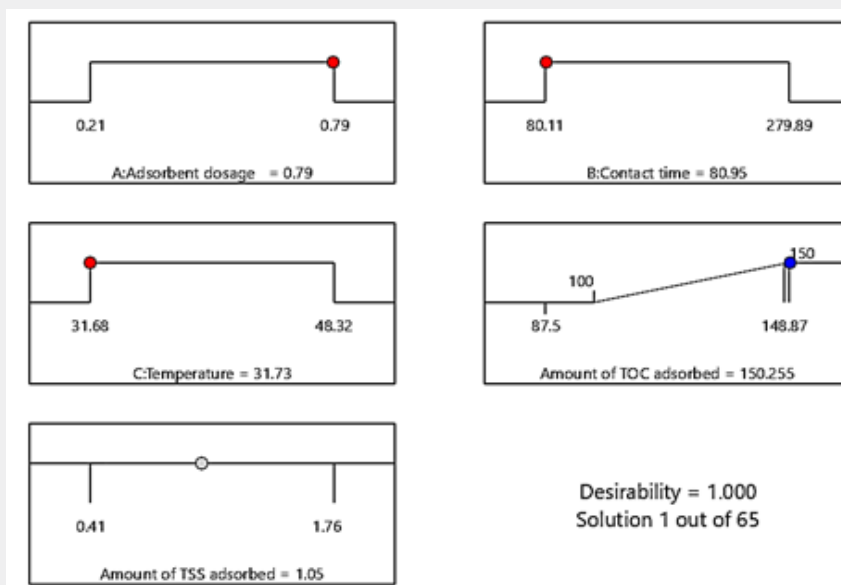 0.21 0.79
A:Adsorbent dosage = 0.79
80.11 279.89
B:Contact time = 80.95
31.68 48.32
C:Temperature = 31.73
150
100
87.5 148.87
Amount of TOC adsorbed = 150.255
0.41 1.76
Amount of TSS adsorbed = 1.05
Desirability = 1.000
Solution 1 out of 65